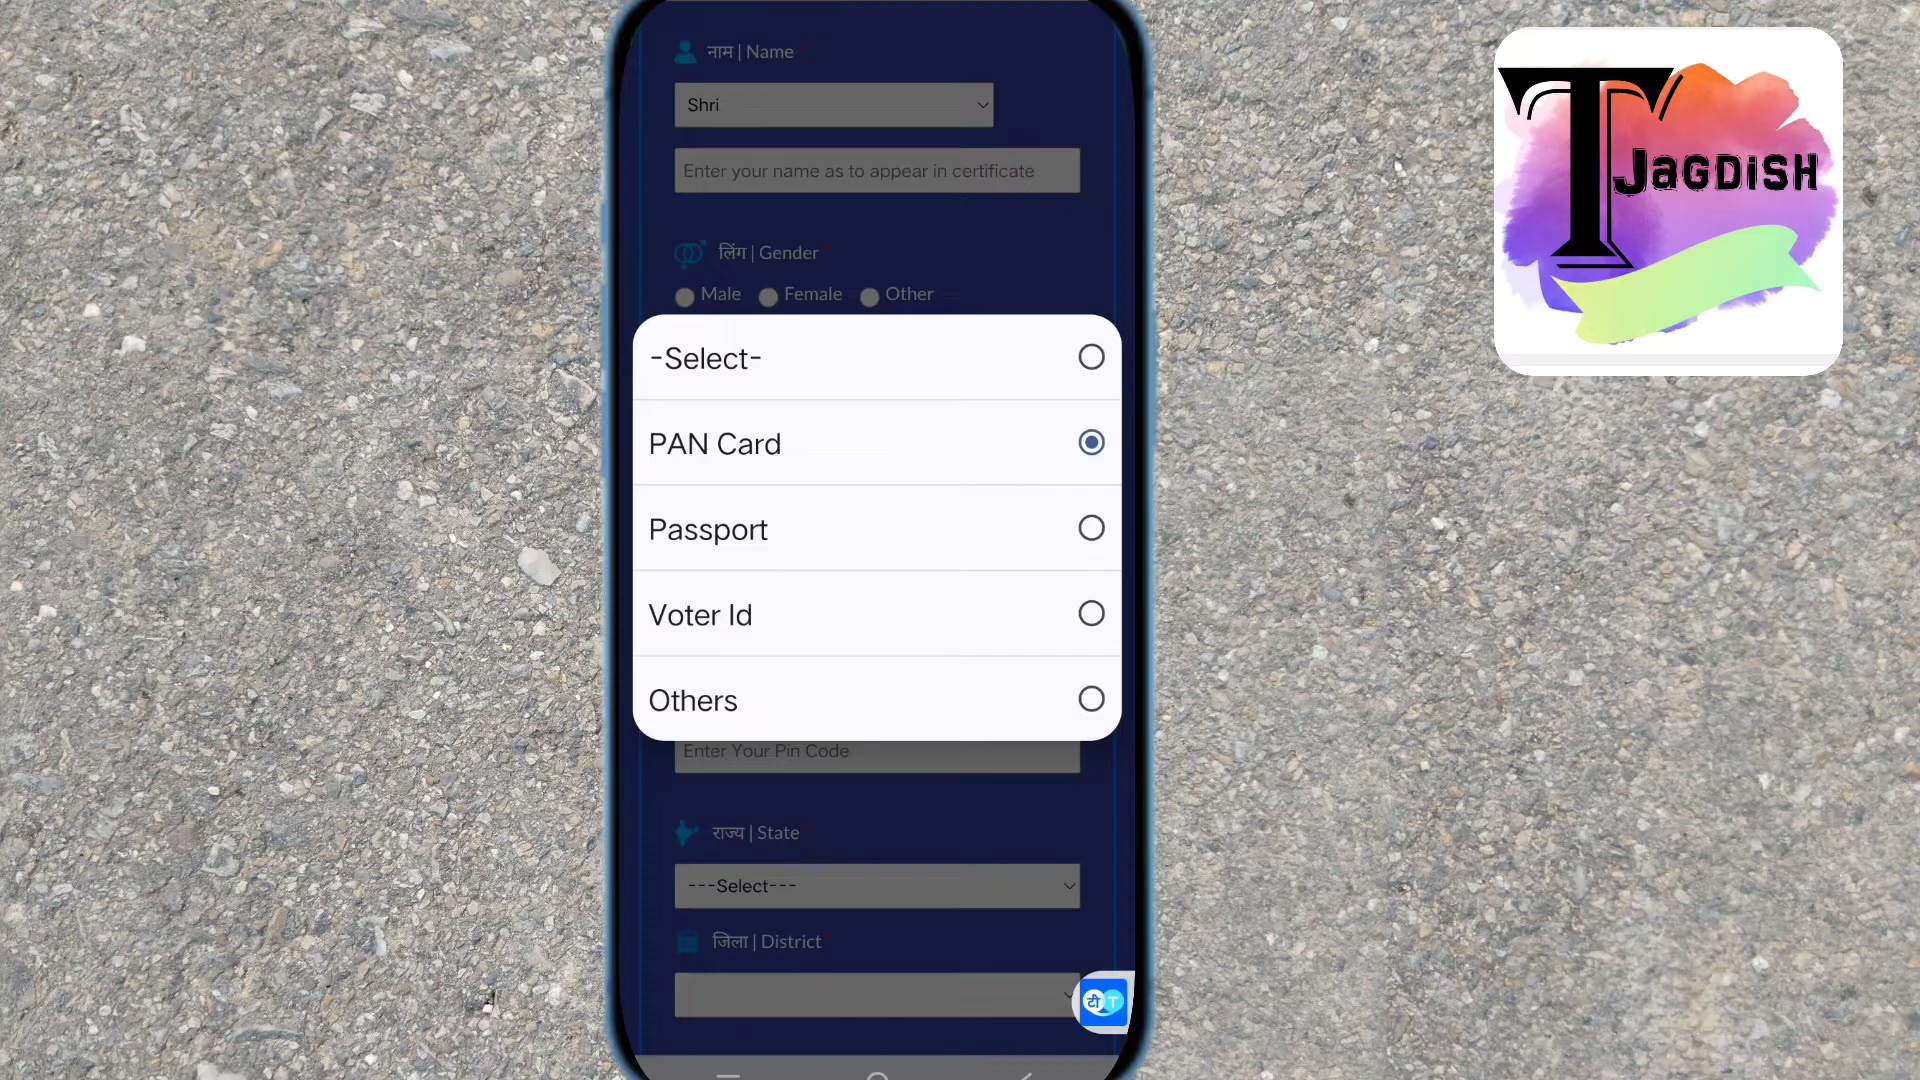 नाम | Name *
Shri
Enter your name as to appear in certificate
लिंग | Gender *
Male Female Other
-Select-
PAN Card
Passport
Voter Id
Others
Enter Your Pin Code
राज्य | State *
---Select---
जिला | District *
टी T
T JAGDISH